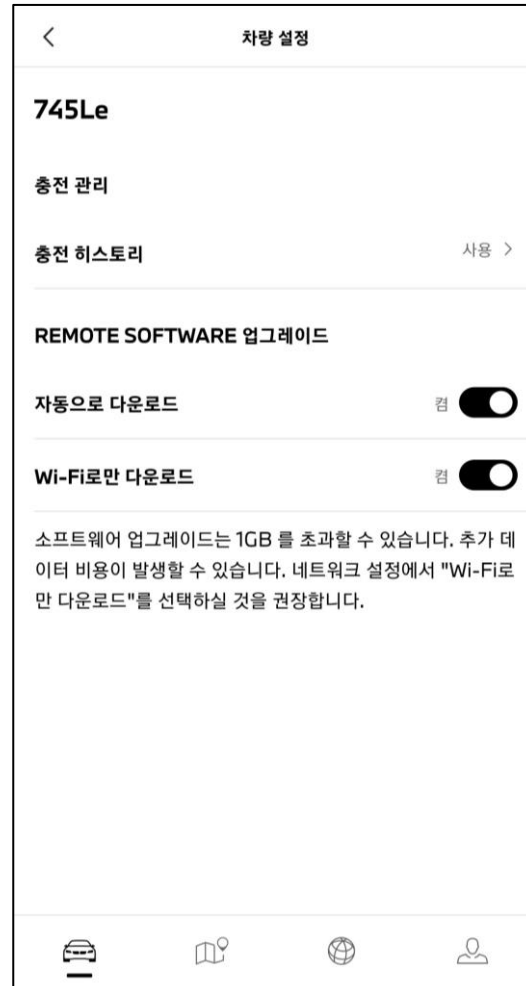 차량 설정
745Le
충전 관리
충전 히스토리 사용
REMOTE SOFTWARE 업그레이드
자동으로 다운로드 켬
Wi-Fi로만 다운로드 켬
소프트웨어 업그레이드는 1GB 를 초과할 수 있습니다. 추가 데
이터 비용이 발생할 수 있습니다. 네트워크 설정에서 "Wi-Fi로
만 다운로드"를 선택하실 것을 권장합니다.